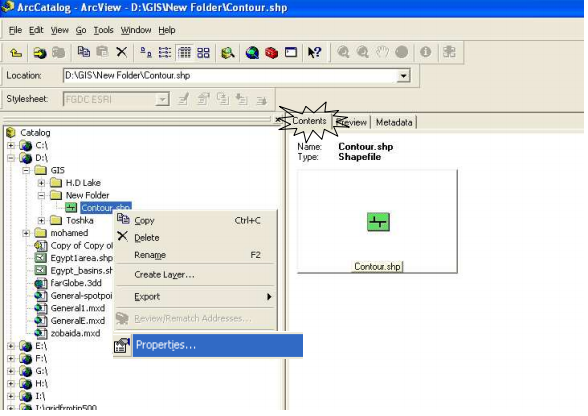 ArcCatalog - ArcView - D:\GIS\New Folder\Contour.shp
File Edit View Go Tools Window Help
Location: D:\GIS\New Folder\Contour.shp
Stylesheet: FGDC ESRI
Contents Preview Metadata
Catalog
C:\
D:\
GIS
H.D Lake
New Folder
Contour.shp
Toshka
mohamed
Copy of Copy of
Egypt1area.shp
Egypt_basins.sh
farGlobe.3dd
General-spotpoi
General1.mxd
GeneralE.mxd
zobaida.mxd
E:\
F:\
G:\
H:\
I:\
I:\gridfrmtin500
Copy Ctrl+C
Delete
Rename F2
Create Layer...
Export
Review/Rematch Addresses...
Properties...
Name: Contour.shp
Type: Shapefile
Contour.shp